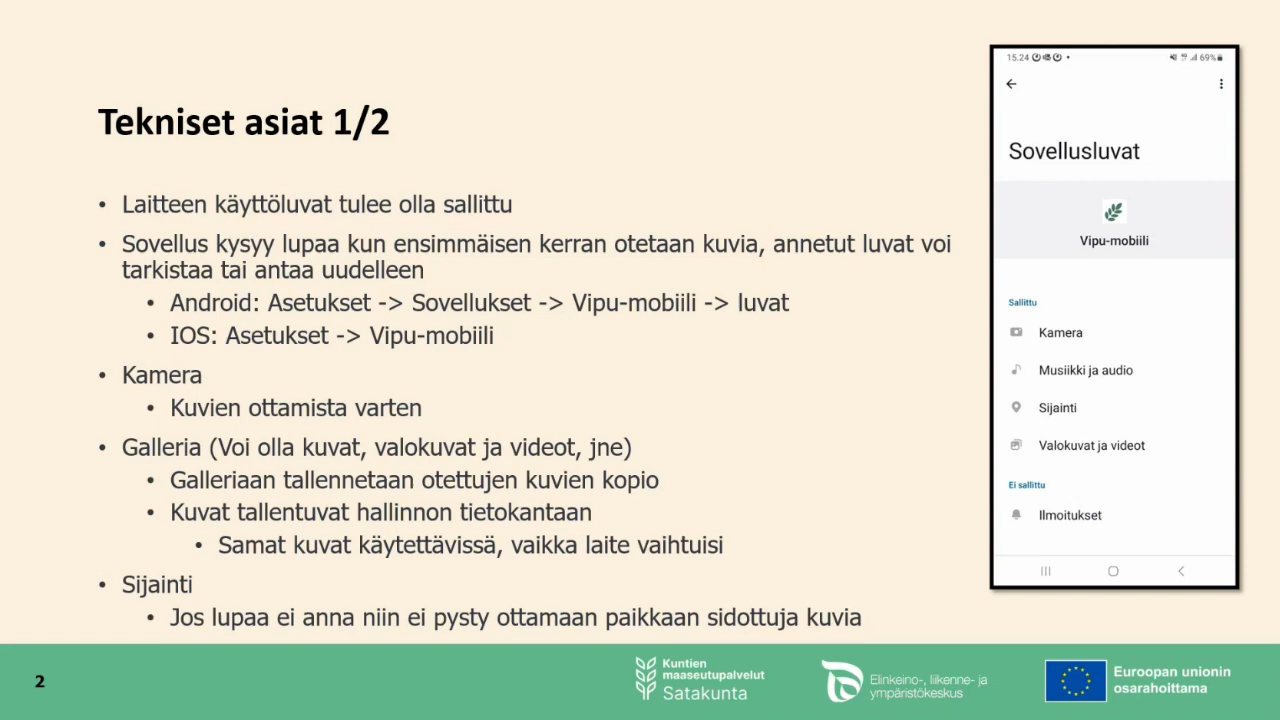 Tekniset asiat 1/2
• Laitteen käyttöluvat tulee olla sallittu
• Sovellus kysyy lupaa kun ensimmäisen kerran otetaan kuvia, annetut luvat voi
tarkistaa tai antaa uudelleen
• Android: Asetukset -> Sovellukset -> Vipu-mobiili -> luvat
• IOS: Asetukset -> Vipu-mobiili
• Kamera
• Kuvien ottamista varten
• Galleria (Voi olla kuvat, valokuvat ja videot, jne)
• Galleriaan tallennetaan otettujen kuvien kopio
• Kuvat tallentuvat hallinnon tietokantaan
• Samat kuvat käytettävissä, vaikka laite vaihtuisi
• Sijainti
• Jos lupaa ei anna niin ei pysty ottamaan paikkaan sidottuja kuvia
15.24
69%
Sovellusluvat
Vipu-mobiili
Sallittu
Kamera
Musiikki ja audio
Sijainti
Valokuvat ja videot
Ei sallittu
Ilmoitukset
2
Kuntien
maaseutupalvelut
Satakunta
Elinkeino-, liikenne- ja
ympäristökeskus
Euroopan unionin
osarahoittama